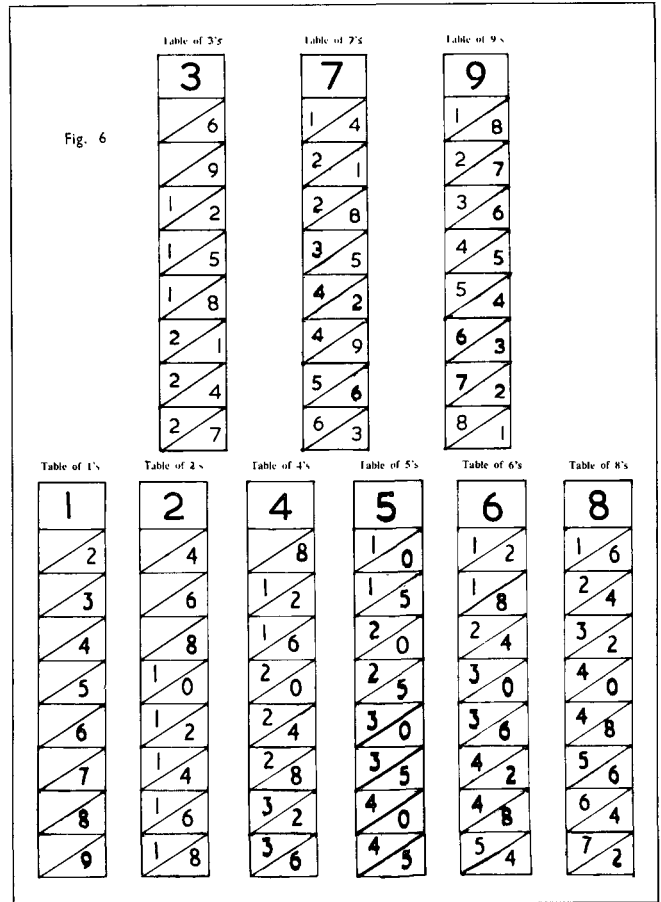 Table of 3's Table of 7's Table of 9's
3 7 9
Fig. 6
6 1 4 1 8
9 2 1 2 7
1 2 2 8 3 6
1 5 3 5 4 5
1 8 4 2 5 4
2 1 4 9 6 3
2 4 5 6 7 2
2 7 6 3 8 1
Table of 1's Table of 2's Table of 4's Table of 5's Table of 6's Table of 8's
1 2 4 5 6 8
2 4 8 1 0 1 2 1 6
3 6 1 2 1 5 1 8 2 4
4 8 1 6 2 0 2 4 3 2
5 1 0 2 0 2 5 3 0 4 0
6 1 2 2 4 3 0 3 6 4 8
7 1 4 2 8 3 5 4 2 5 6
8 1 6 3 2 4 0 4 8 6 4
9 1 8 3 6 4 5 5 4 7 2